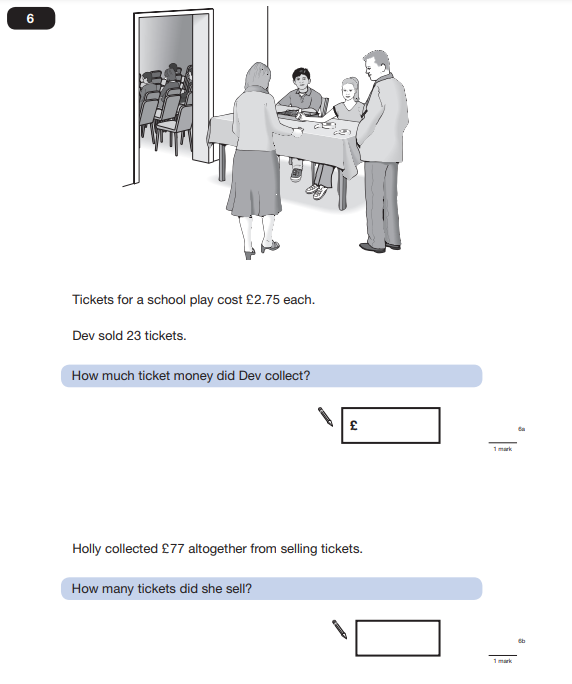 6
Tickets for a school play cost £2.75 each.
Dev sold 23 tickets.
How much ticket money did Dev collect?
£
6a
1 mark
Holly collected £77 altogether from selling tickets.
How many tickets did she sell?
6b
1 mark